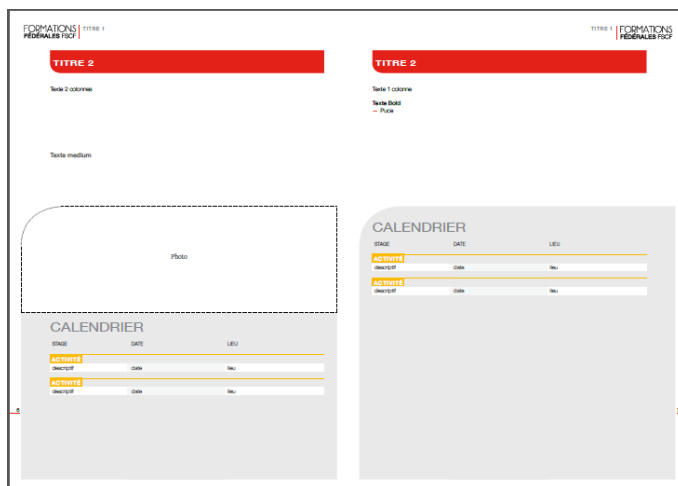 FORMATIONS
FÉDÉRALES FSCF
TITRE 1
TITRE 2
Texte 2 colonnes
Texte medium
Photo
CALENDRIER
STAGE DATE LIEU
ACTIVITÉ
descriptif date lieu
ACTIVITÉ
descriptif date lieu
6
TITRE 1
FORMATIONS
FÉDÉRALES FSCF
TITRE 2
Texte 1 colonne
Texte Bold
– Puce
CALENDRIER
STAGE DATE LIEU
ACTIVITÉ
descriptif date lieu
ACTIVITÉ
descriptif date lieu